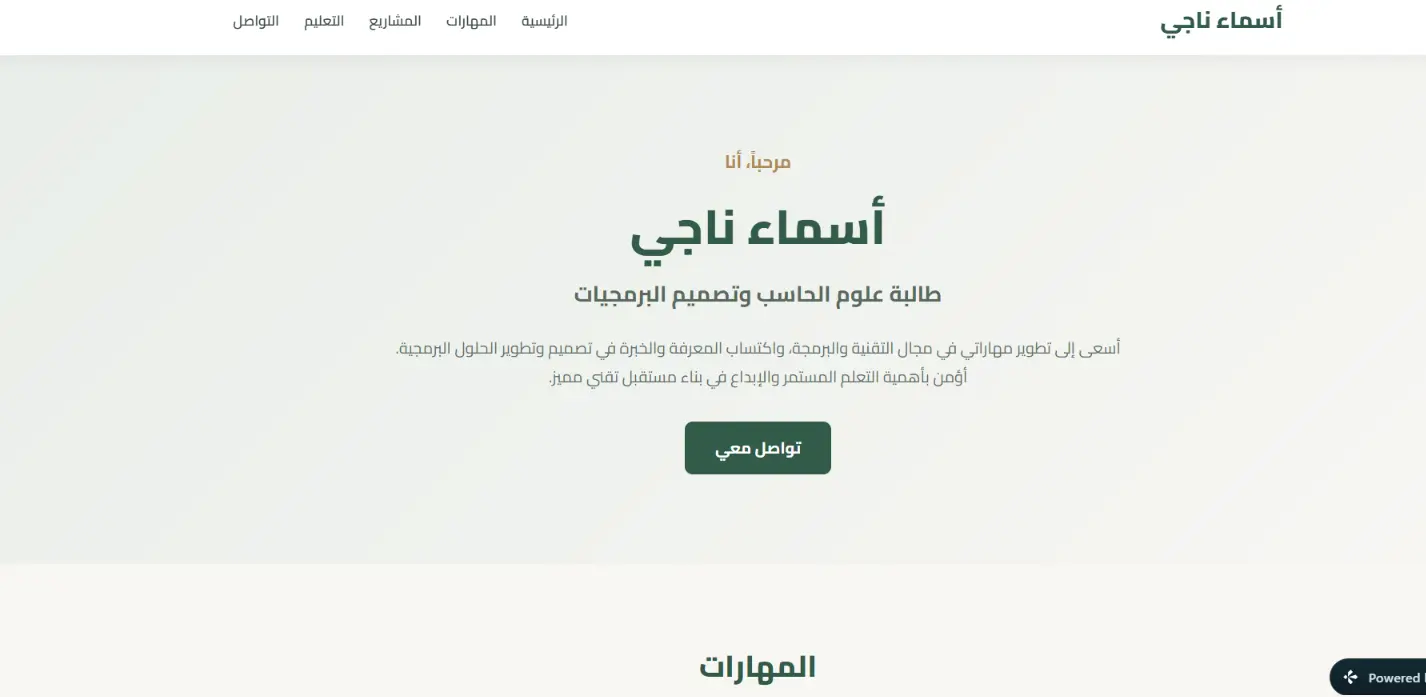 أسماء ناجي
الرئيسية
المهارات
المشاريع
التعليم
التواصل
مرحباً، أنا
أسماء ناجي
طالبة علوم الحاسب وتصميم البرمجيات
أسعى إلى تطوير مهاراتي في مجال التقنية والبرمجة، واكتساب المعرفة والخبرة في تصميم وتطوير الحلول البرمجية.
أؤمن بأهمية التعلم المستمر والإبداع في بناء مستقبل تقني مميز.
تواصل معي
المهارات
Powered